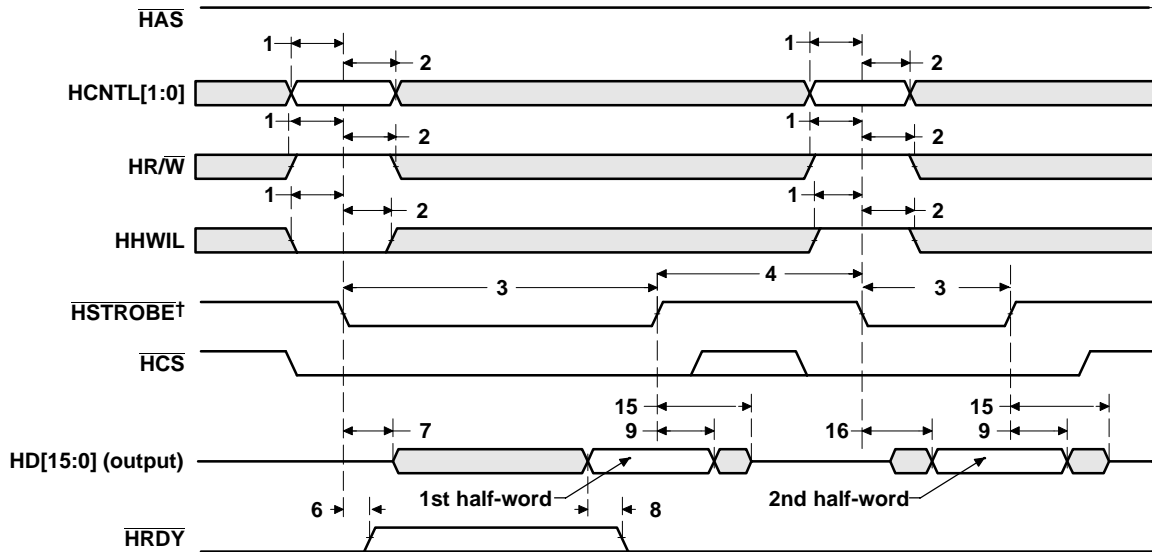 HAS
1 1
2 2
HCNTL[1:0]
1 1
2 2
HR/W
1 1
2 2
HHWIL
4
3 3
HSTROBE†
HCS
15 15
7 9 16 9
HD[15:0] (output)
1st half-word 2nd half-word
6 8
HRDY